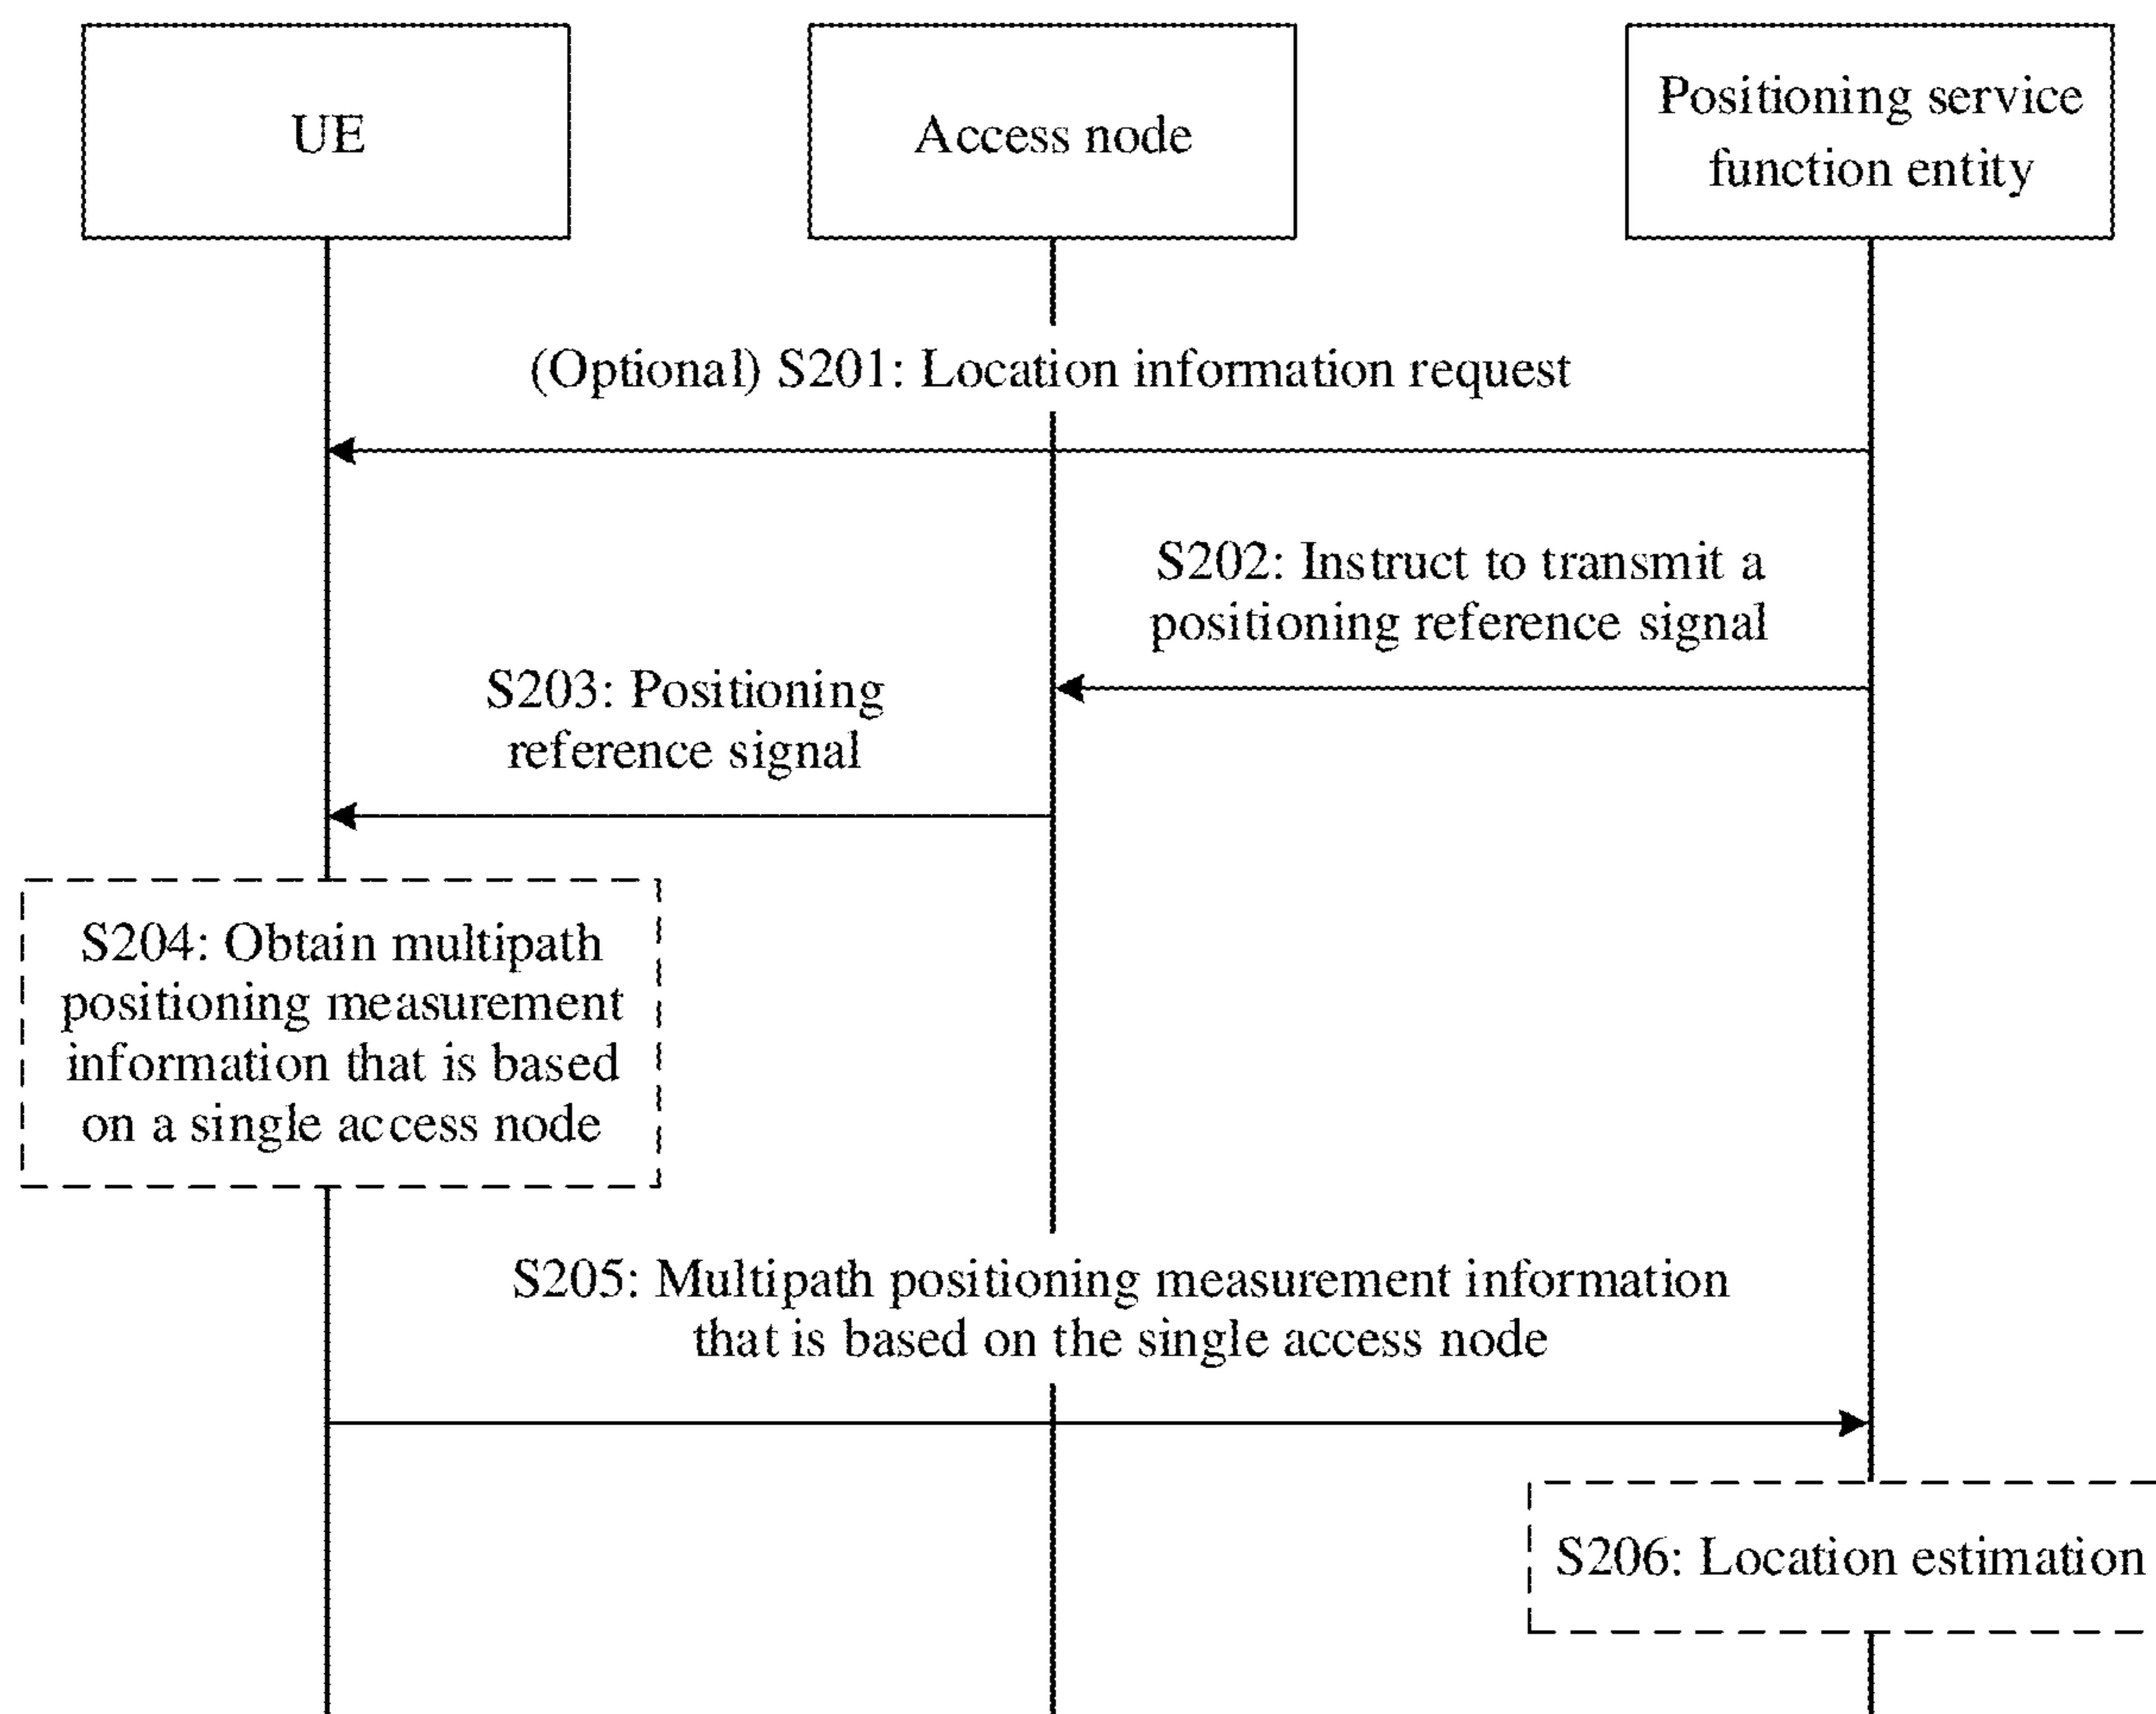 UE
Access node
Positioning service
function entity
(Optional) S201: Location information request
S202: Instruct to transmit a
positioning reference signal
S203: Positioning
reference signal
S204: Obtain multipath
positioning measurement
information that is based
on a single access node
S205: Multipath positioning measurement information
that is based on the single access node
S206: Location estimation